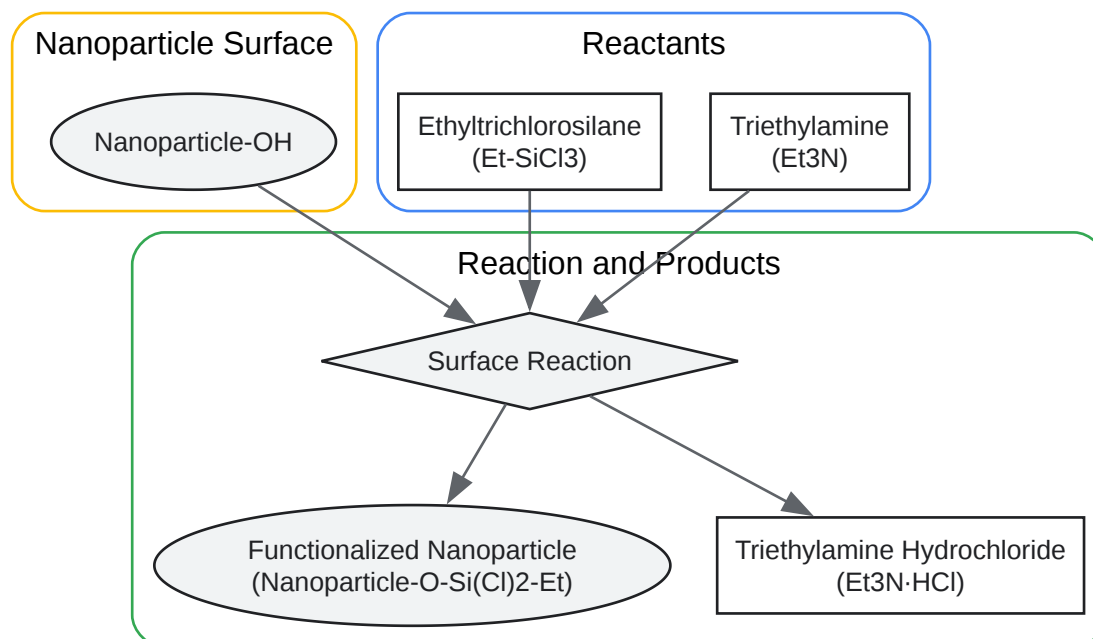 Nanoparticle Surface
Reactants
Nanoparticle-OH
Ethyltrichlorosilane
(Et-SiCl3)
Triethylamine
(Et3N)
Reaction and Products
Surface Reaction
Functionalized Nanoparticle
(Nanoparticle-O-Si(Cl)2-Et)
Triethylamine Hydrochloride
(Et3N·HCl)